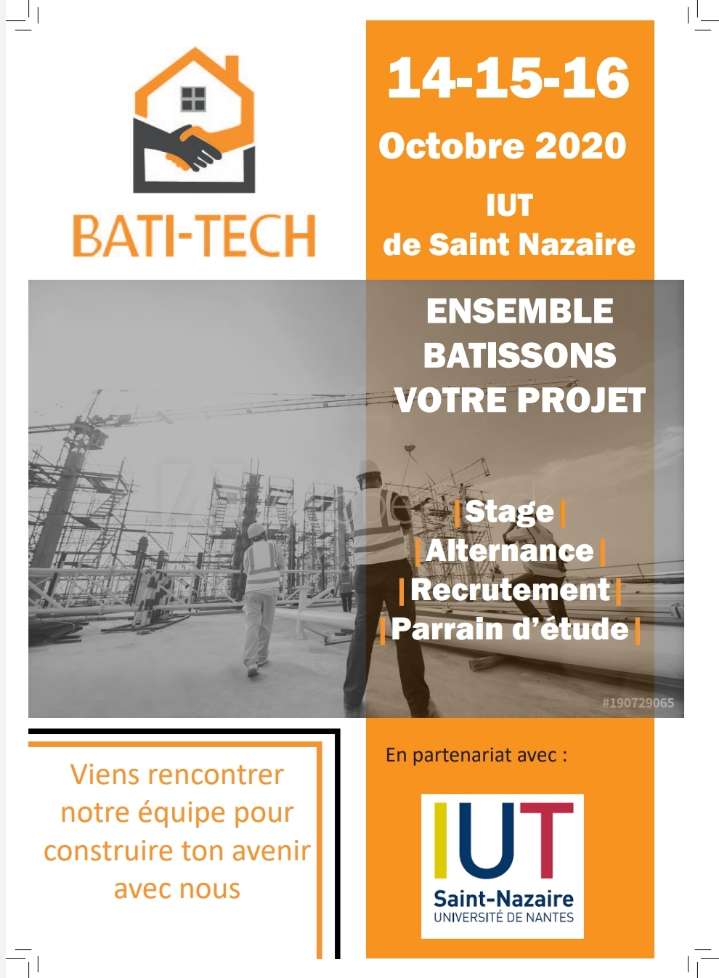 BATI-TECH
14-15-16
Octobre 2020
IUT
de Saint Nazaire
ENSEMBLE
BATISSONS
VOTRE PROJET
|Stage|
|Alternance|
|Recrutement|
|Parrain d’étude|
#190729065
Viens rencontrer
notre équipe pour
construire ton avenir
avec nous
En partenariat avec :
IUT
Saint-Nazaire
UNIVERSITÉ DE NANTES